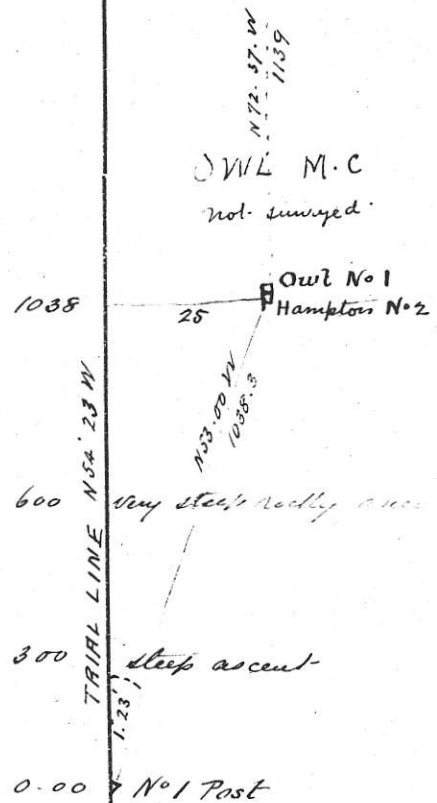 N72.37.W
1139
OWL M.C
not surveyed
Owl No 1
1038 25 Hampton No 2
N53.00 W
1038.3
TRIAL LINE N54°23 W
600 very steep rocky
300 steep ascent
1.23'
0.00 No 1 Post